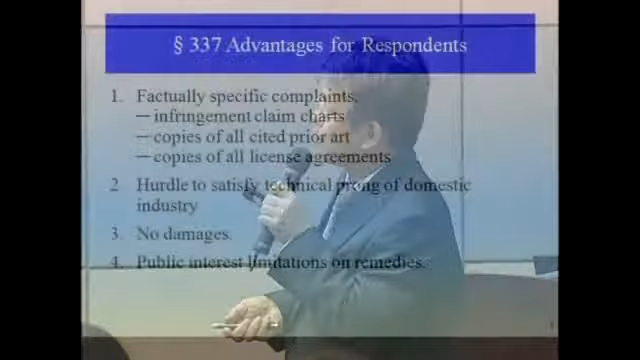 § 337 Advantages for Respondents
1. Factually specific complaints,
— infringement claim charts
— copies of all cited prior art
— copies of all license agreements
2. Hurdle to satisfy technical prong of domestic
industry
3. No damages.
4. Public interest limitations on remedies.